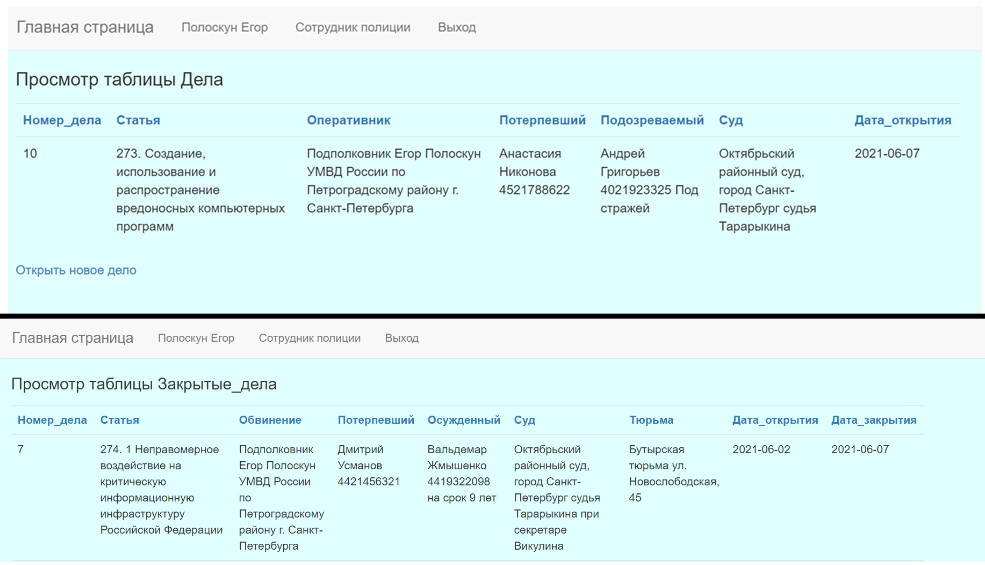 Главная страница Полоскун Егор Сотрудник полиции Выход
Просмотр таблицы Дела
Номер_дела Статья Оперативник Потерпевший Подозреваемый Суд Дата_открытия
10 273. Создание, Подполковник Егор Полоскун Анастасия Андрей Октябрьский 2021-06-07
использование и УМВД России по Никонова Григорьев районный суд,
распространение Петроградскому району г. 4521788622 4021923325 Под город Санкт-
вредоносных компьютерных Санкт-Петербурга стражей Петербург судья
программ Тарарыкина
Открыть новое дело
Главная страница Полоскун Егор Сотрудник полиции Выход
Просмотр таблицы Закрытые_дела
Номер_дела Статья Обвинение Потерпевший Осужденный Суд Тюрьма Дата_открытия Дата_закрытия
7 274. 1 Неправомерное Подполковник Дмитрий Вальдемар Октябрьский Бутырская 2021-06-02 2021-06-07
воздействие на Егор Полоскун Усманов Жмышенко районный суд, тюрьма ул.
критическую УМВД России 4421456321 4419322098 город Санкт- Новослободская,
информационную по на срок 9 лет Петербург судья 45
инфраструктуру Петроградскому Тарарыкина при
Российской Федерации району г. Санкт- секретаре
Петербурга Викулина